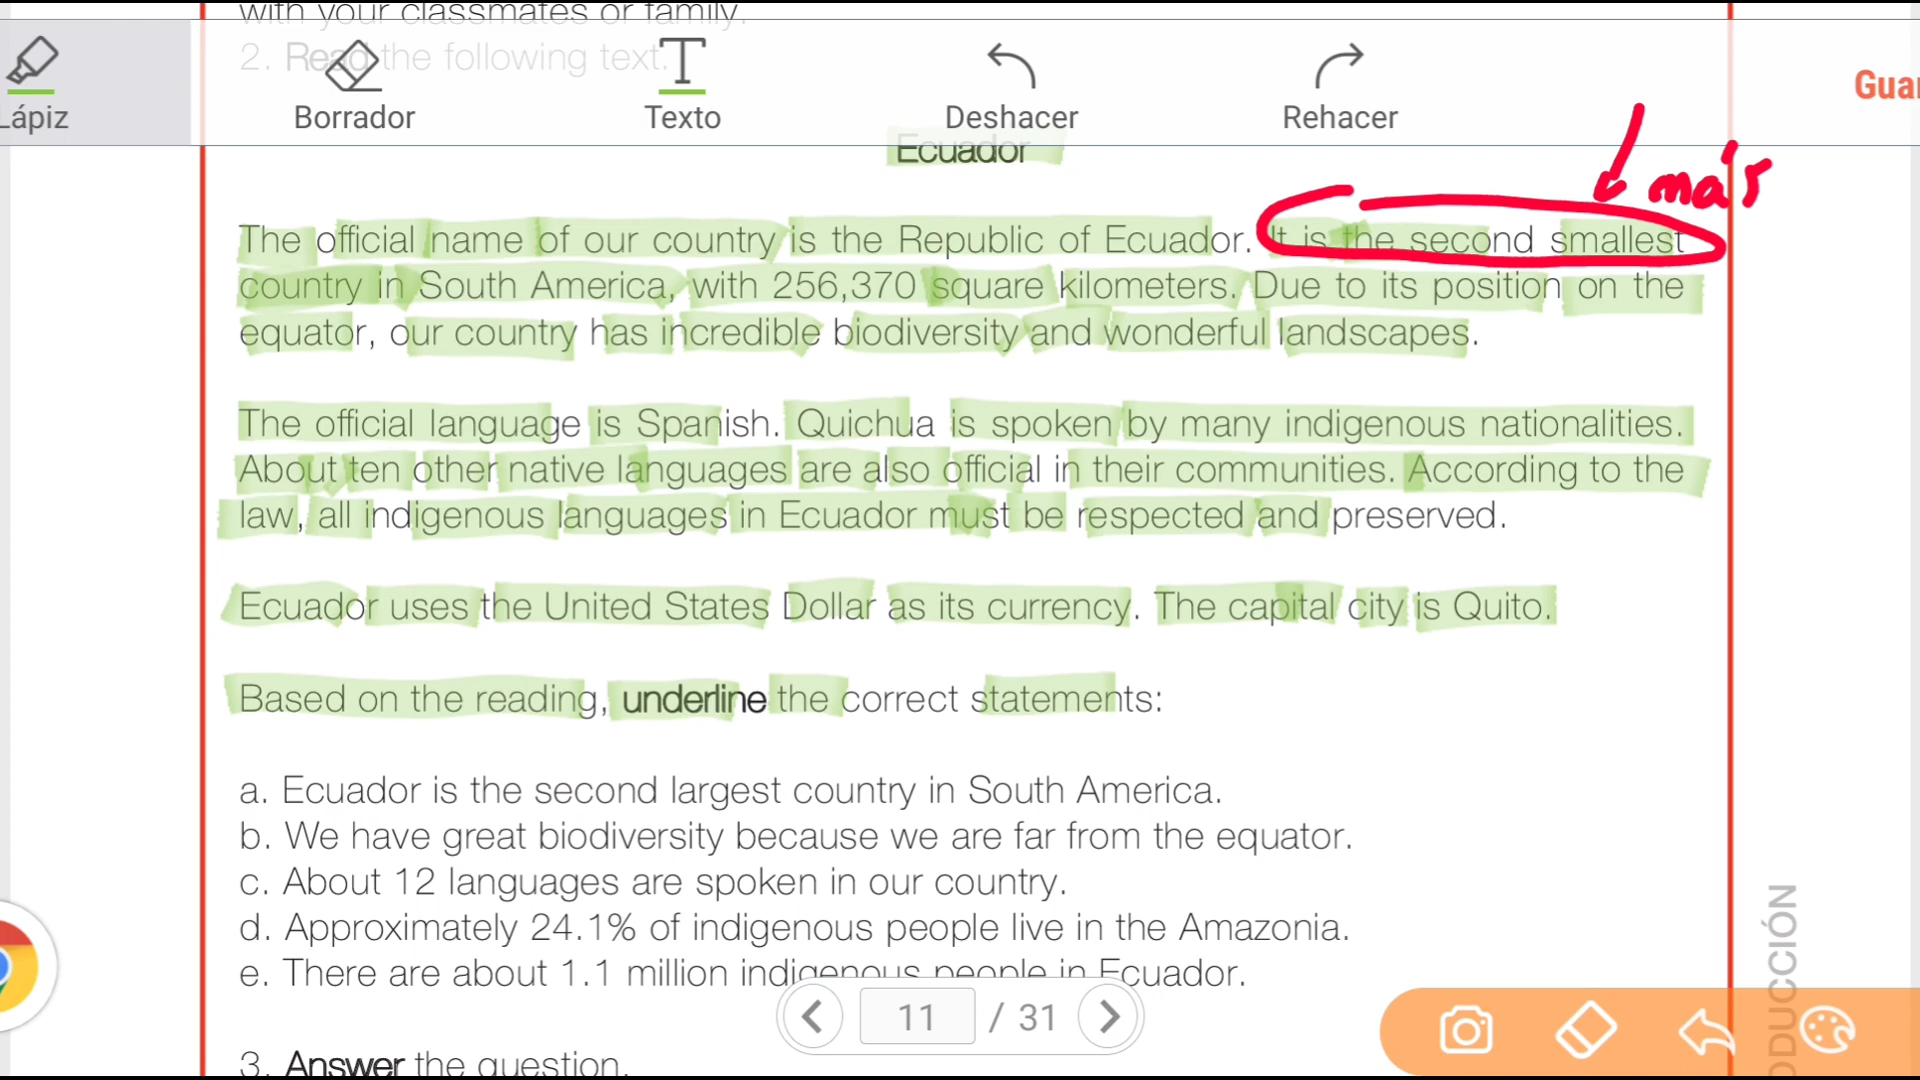 with your classmates or family.
2. Read the following text.
Lápiz
Borrador
Texto
Deshacer
Rehacer
Ecuador
más
The official name of our country is the Republic of Ecuador. It is the second smallest
country in South America, with 256,370 square kilometers. Due to its position on the
equator, our country has incredible biodiversity and wonderful landscapes.
The official language is Spanish. Quichua is spoken by many indigenous nationalities.
About ten other native languages are also official in their communities. According to the
law, all indigenous languages in Ecuador must be respected and preserved.
Ecuador uses the United States Dollar as its currency. The capital city is Quito.
Based on the reading, underline the correct statements:
a. Ecuador is the second largest country in South America.
b. We have great biodiversity because we are far from the equator.
c. About 12 languages are spoken in our country.
d. Approximately 24.1% of indigenous people live in the Amazonia.
e. There are about 1.1 million indigenous people in Ecuador.
11 / 31
3. Answer the question.